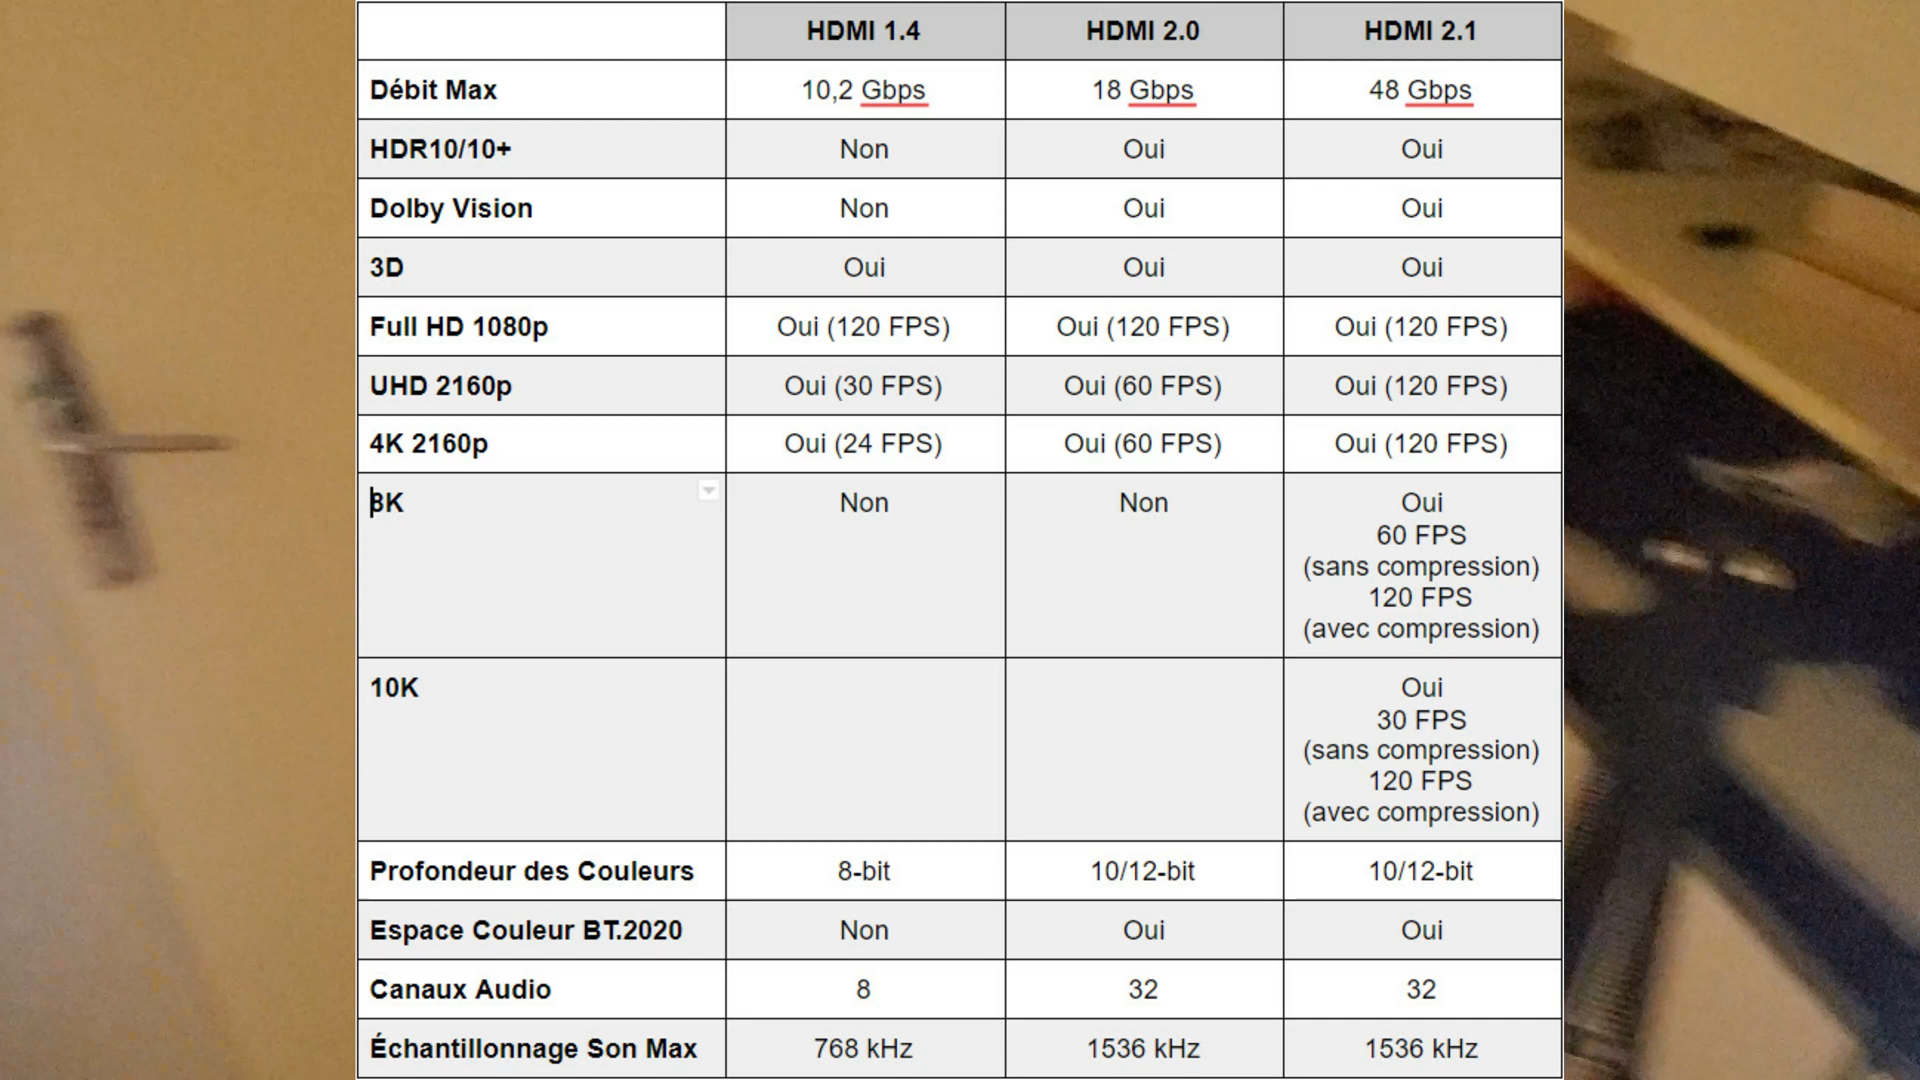 HDMI 1.4 HDMI 2.0 HDMI 2.1
Débit Max 10,2 Gbps 18 Gbps 48 Gbps
HDR10/10+ Non Oui Oui
Dolby Vision Non Oui Oui
3D Oui Oui Oui
Full HD 1080p Oui (120 FPS) Oui (120 FPS) Oui (120 FPS)
UHD 2160p Oui (30 FPS) Oui (60 FPS) Oui (120 FPS)
4K 2160p Oui (24 FPS) Oui (60 FPS) Oui (120 FPS)
8K Non Non Oui
60 FPS
(sans compression)
120 FPS
(avec compression)
10K Oui
30 FPS
(sans compression)
120 FPS
(avec compression)
Profondeur des Couleurs 8-bit 10/12-bit 10/12-bit
Espace Couleur BT.2020 Non Oui Oui
Canaux Audio 8 32 32
Échantillonnage Son Max 768 kHz 1536 kHz 1536 kHz